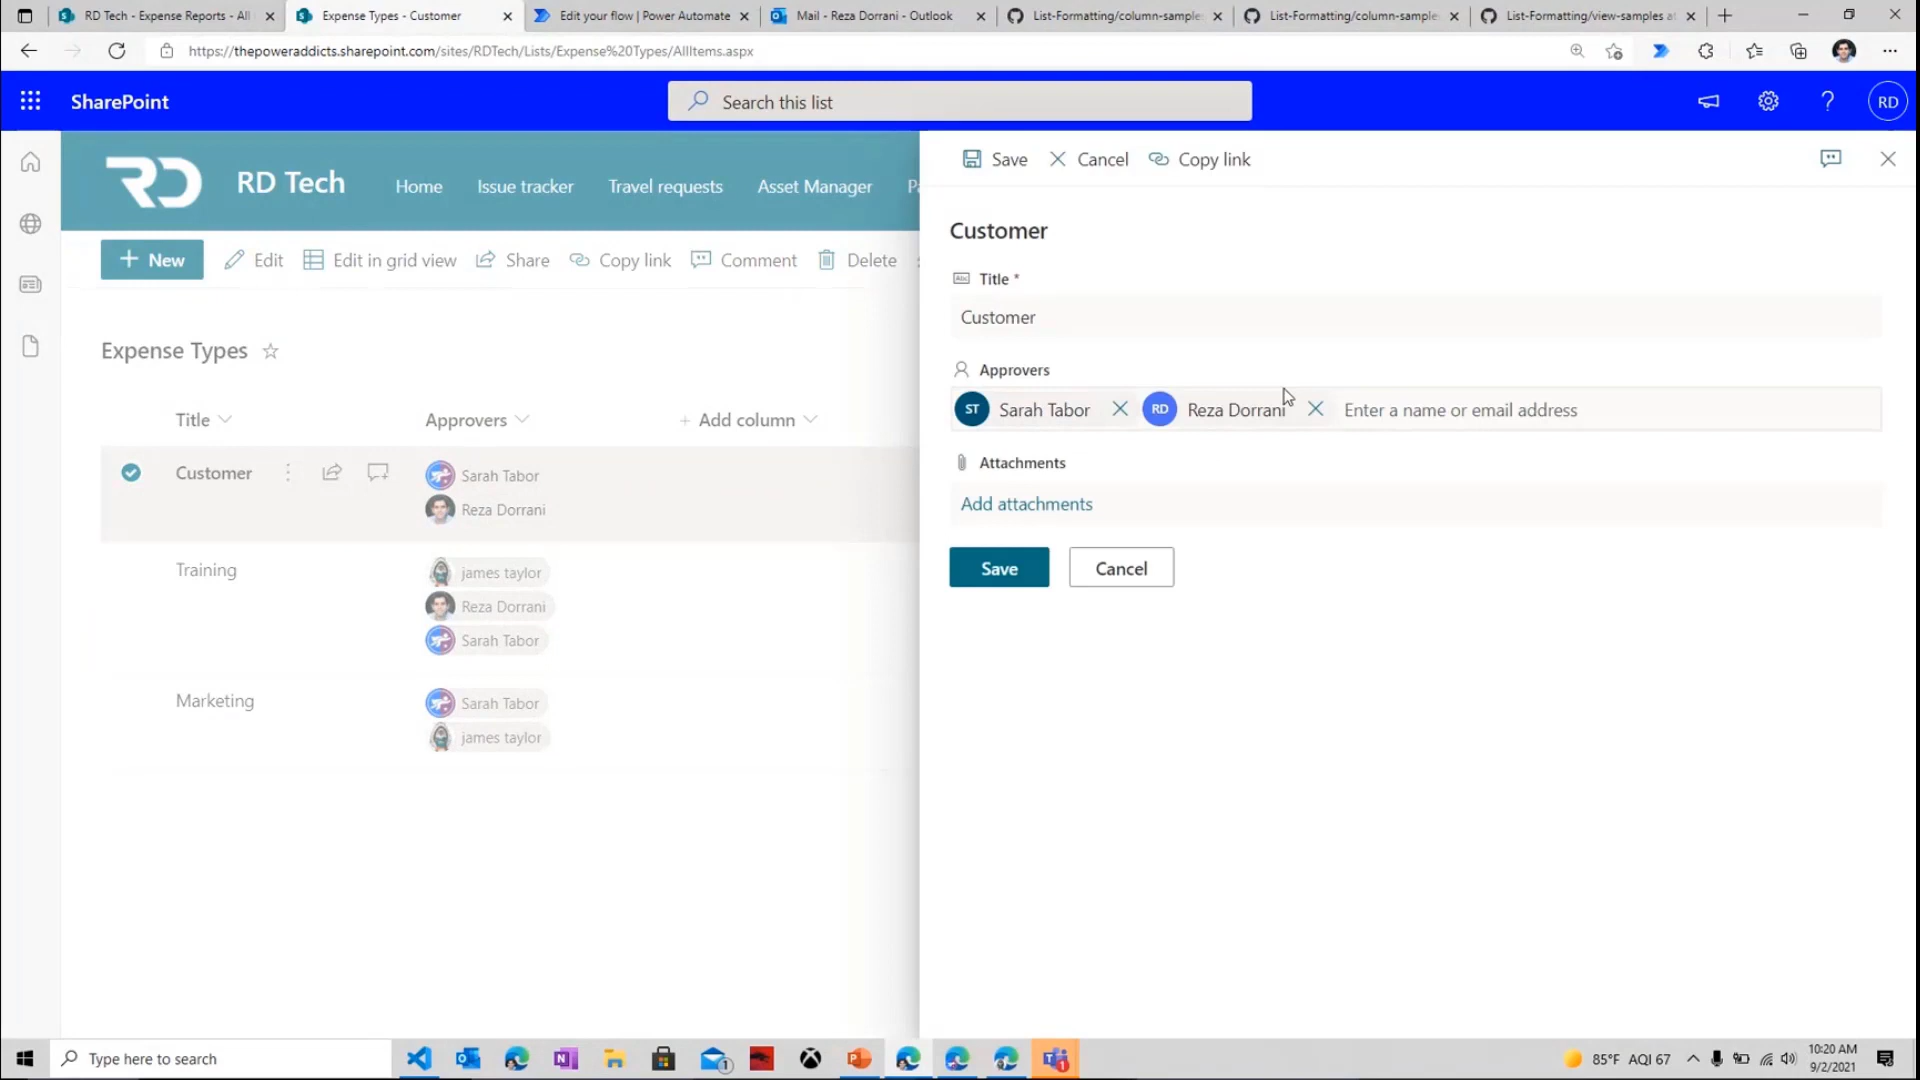 RD Tech - Expense Reports - All
Expense Types - Customer
Edit your flow | Power Automate
Mail - Reza Dorrani - Outlook
List-Formatting/column-sample
List-Formatting/column-sample
List-Formatting/view-samples at
https://thepoweraddicts.sharepoint.com/sites/RDTech/Lists/Expense%20Types/AllItems.aspx
SharePoint
Search this list
RD
RD Tech
Home
Issue tracker
Travel requests
Asset Manager
New
Edit
Edit in grid view
Share
Copy link
Comment
Delete
Expense Types
Title
Approvers
Add column
Customer
Sarah Tabor
Reza Dorrani
Training
james taylor
Reza Dorrani
Sarah Tabor
Marketing
Sarah Tabor
james taylor
Save
Cancel
Copy link
Customer
Abc Title *
Customer
Approvers
ST Sarah Tabor RD Reza Dorrani Enter a name or email address
Attachments
Add attachments
Save
Cancel
Type here to search
85°F AQI 67
10:20 AM
9/2/2021